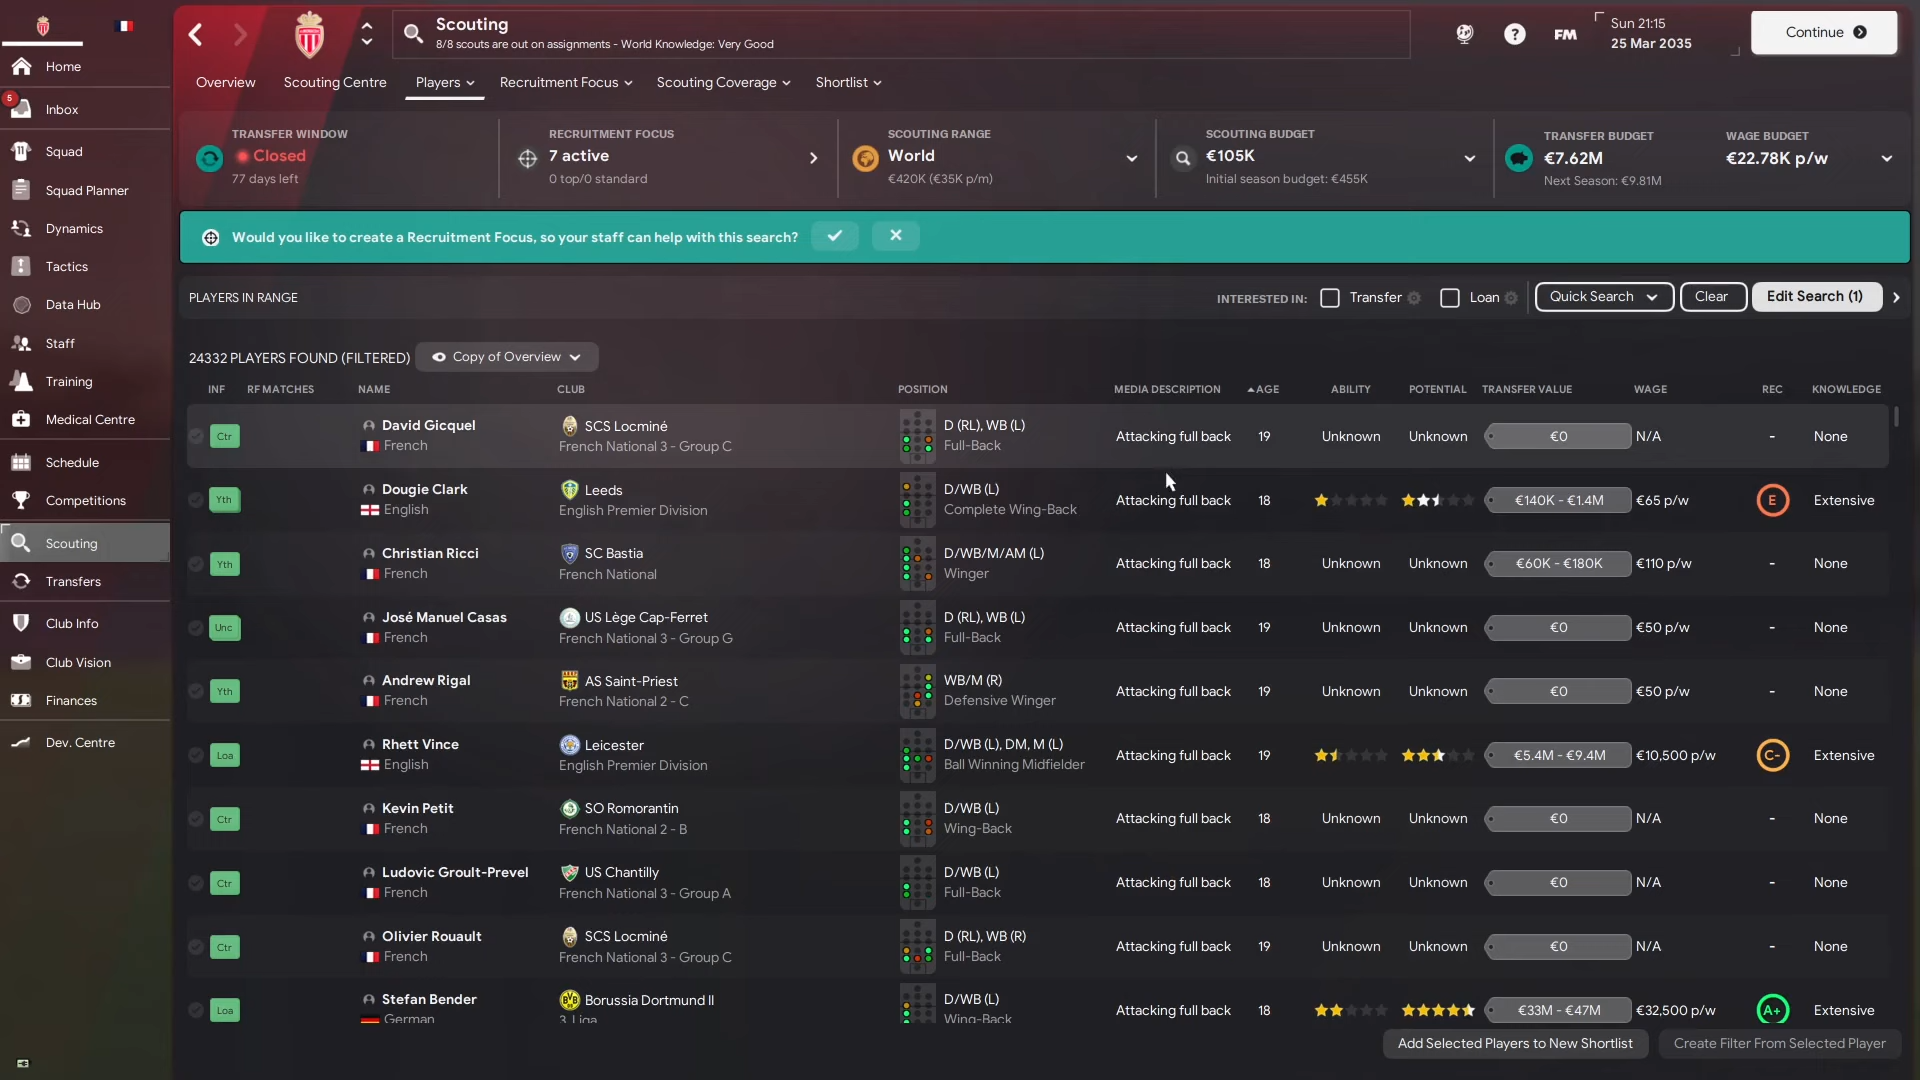 Scouting
8/8 scouts are out on assignments - World Knowledge: Very Good
Sun 21:15
25 Mar 2035
FM
Continue
Home
5
Inbox
Squad
Squad Planner
Dynamics
Tactics
Data Hub
Staff
Training
Medical Centre
Schedule
Competitions
Scouting
Transfers
Club Info
Club Vision
Finances
Dev. Centre
Overview
Scouting Centre
Players
Recruitment Focus
Scouting Coverage
Shortlist
TRANSFER WINDOW
Closed
77 days left
RECRUITMENT FOCUS
7 active
0 top/0 standard
SCOUTING RANGE
World
€420K (€35K p/m)
SCOUTING BUDGET
€105K
Initial season budget: €455K
TRANSFER BUDGET
€7.62M
Next Season: €9.81M
WAGE BUDGET
€22.78K p/w
Would you like to create a Recruitment Focus, so your staff can help with this search?
PLAYERS IN RANGE
INTERESTED IN: Transfer Loan Quick Search Clear Edit Search (1)
24332 PLAYERS FOUND (FILTERED) Copy of Overview
INF RF MATCHES NAME CLUB POSITION MEDIA DESCRIPTION AGE ABILITY POTENTIAL TRANSFER VALUE WAGE REC KNOWLEDGE
Ctr David Gicquel SCS Locminé D (RL), WB (L) Attacking full back 19 Unknown Unknown €0 N/A - None
French French National 3 - Group C Full-Back
Yth Dougie Clark Leeds D/WB (L) Attacking full back 18 €140K - €1.4M €65 p/w E Extensive
English English Premier Division Complete Wing-Back
Yth Christian Ricci SC Bastia D/WB/M/AM (L) Attacking full back 18 Unknown Unknown €60K - €180K €110 p/w - None
French French National Winger
Unc José Manuel Casas US Lège Cap-Ferret D (RL), WB (L) Attacking full back 19 Unknown Unknown €0 €50 p/w - None
French French National 3 - Group G Full-Back
Yth Andrew Rigal AS Saint-Priest WB/M (R) Attacking full back 19 Unknown Unknown €0 €50 p/w - None
French French National 2 - C Defensive Winger
Loa Rhett Vince Leicester D/WB (L), DM, M (L) Attacking full back 19 €5.4M - €9.4M €10,500 p/w C- Extensive
English English Premier Division Ball Winning Midfielder
Ctr Kevin Petit SO Romorantin D/WB (L) Attacking full back 18 Unknown Unknown €0 N/A - None
French French National 2 - B Wing-Back
Ctr Ludovic Groult-Prevel US Chantilly D/WB (L) Attacking full back 18 Unknown Unknown €0 N/A - None
French French National 3 - Group A Full-Back
Ctr Olivier Rouault SCS Locminé D (RL), WB (R) Attacking full back 19 Unknown Unknown €0 N/A - None
French French National 3 - Group C Full-Back
Loa Stefan Bender Borussia Dortmund II D/WB (L) Attacking full back 18 €33M - €47M €32,500 p/w A+ Extensive
German 3. Liga Wing-Back
Add Selected Players to New Shortlist Create Filter From Selected Player